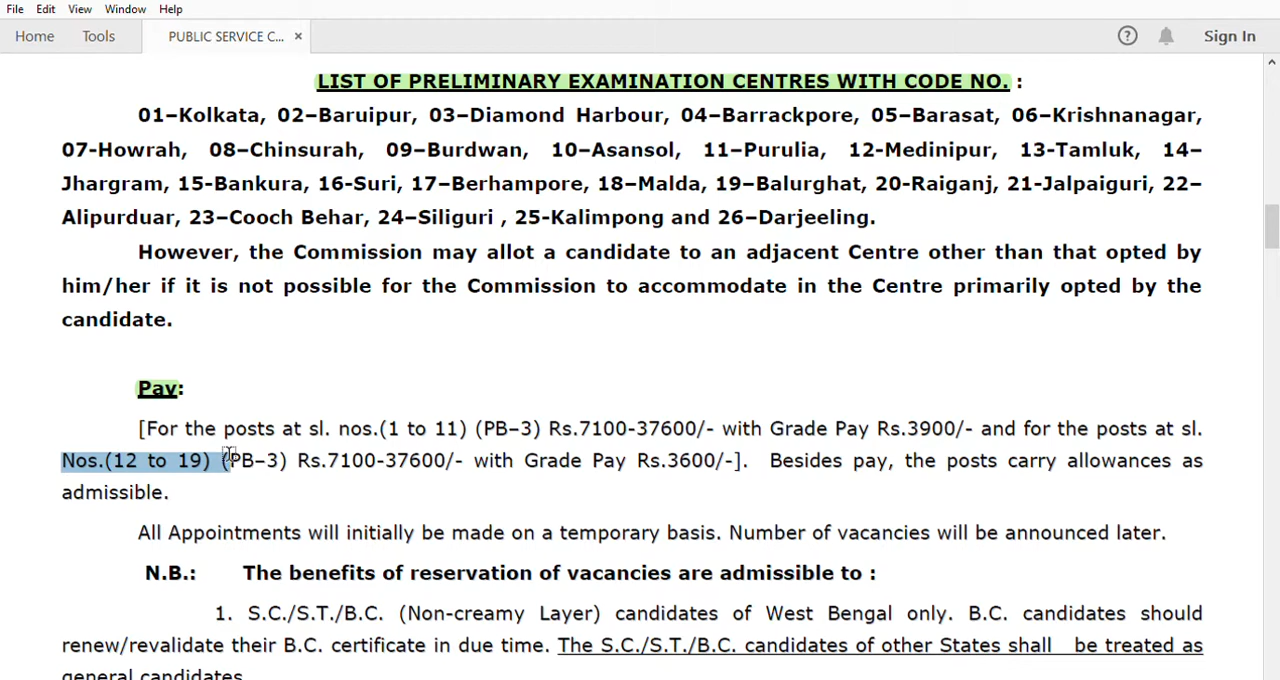 File Edit View Window Help
Home Tools PUBLIC SERVICE C... × Sign In
LIST OF PRELIMINARY EXAMINATION CENTRES WITH CODE NO. :
01–Kolkata, 02–Baruipur, 03–Diamond Harbour, 04–Barrackpore, 05–Barasat, 06–Krishnanagar,
07-Howrah, 08–Chinsurah, 09–Burdwan, 10–Asansol, 11–Purulia, 12-Medinipur, 13-Tamluk, 14–
Jhargram, 15-Bankura, 16-Suri, 17–Berhampore, 18–Malda, 19–Balurghat, 20-Raiganj, 21-Jalpaiguri, 22–
Alipurduar, 23–Cooch Behar, 24–Siliguri , 25-Kalimpong and 26–Darjeeling.
However, the Commission may allot a candidate to an adjacent Centre other than that opted by
him/her if it is not possible for the Commission to accommodate in the Centre primarily opted by the
candidate.
Pay:
[For the posts at sl. nos.(1 to 11) (PB–3) Rs.7100-37600/- with Grade Pay Rs.3900/- and for the posts at sl.
Nos.(12 to 19) (PB–3) Rs.7100-37600/- with Grade Pay Rs.3600/-]. Besides pay, the posts carry allowances as
admissible.
All Appointments will initially be made on a temporary basis. Number of vacancies will be announced later.
N.B.: The benefits of reservation of vacancies are admissible to :
1. S.C./S.T./B.C. (Non-creamy Layer) candidates of West Bengal only. B.C. candidates should
renew/revalidate their B.C. certificate in due time. The S.C./S.T./B.C. candidates of other States shall be treated as
general candidates.